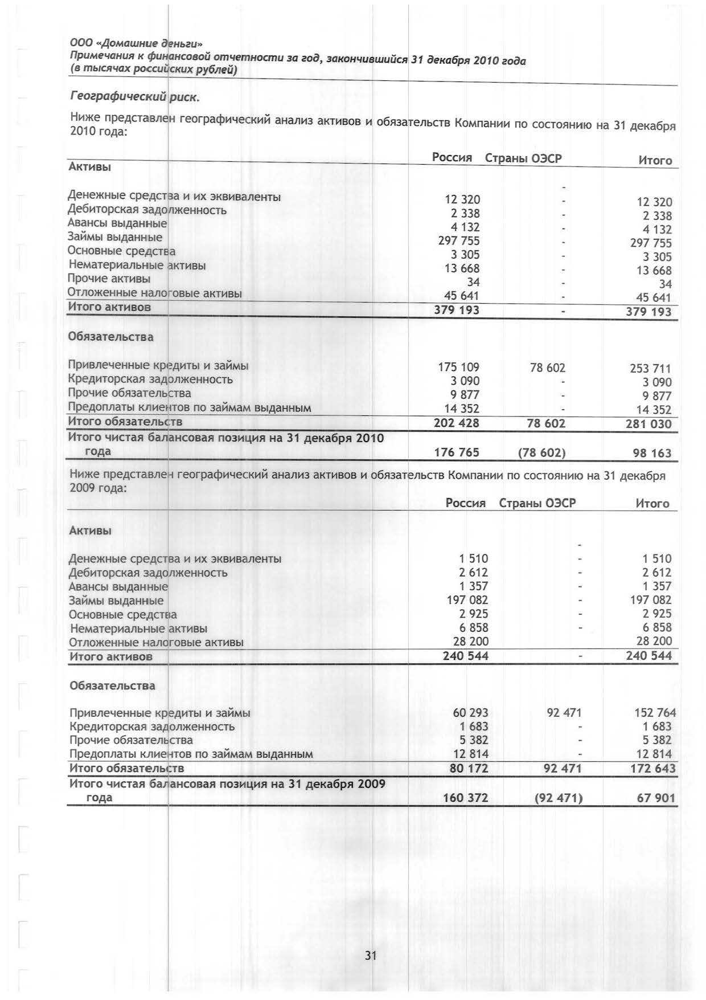 ООО «Домашние деньги»
Примечания к финансовой отчетности за год, закончившийся 31 декабря 2010 года
(в тысячах российских рублей)
Географический риск.
Ниже представлен географический анализ активов и обязательств Компании по состоянию на 31 декабря
2010 года:
Россия Страны ОЭСР Итого
Активы
-
Денежные средства и их эквиваленты 12 320 - 12 320
Дебиторская задолженность 2 338 - 2 338
Авансы выданные 4 132 - 4 132
Займы выданные 297 755 - 297 755
Основные средства 3 305 - 3 305
Нематериальные активы 13 668 - 13 668
Прочие активы 34 - 34
Отложенные налоговые активы 45 641 - 45 641
Итого активов 379 193 - 379 193
Обязательства
Привлеченные кредиты и займы 175 109 78 602 253 711
Кредиторская задолженность 3 090 - 3 090
Прочие обязательства 9 877 - 9 877
Предоплаты клиентов по займам выданным 14 352 - 14 352
Итого обязательств 202 428 78 602 281 030
Итого чистая балансовая позиция на 31 декабря 2010
года 176 765 (78 602) 98 163
Ниже представлен географический анализ активов и обязательств Компании по состоянию на 31 декабря
2009 года:
Россия Страны ОЭСР Итого
Активы
-
Денежные средства и их эквиваленты 1 510 - 1 510
Дебиторская задолженность 2 612 - 2 612
Авансы выданные 1 357 - 1 357
Займы выданные 197 082 - 197 082
Основные средства 2 925 - 2 925
Нематериальные активы 6 858 - 6 858
Отложенные налоговые активы 28 200 28 200
Итого активов 240 544 - 240 544
Обязательства
Привлеченные кредиты и займы 60 293 92 471 152 764
Кредиторская задолженность 1 683 - 1 683
Прочие обязательства 5 382 - 5 382
Предоплаты клиентов по займам выданным 12 814 - 12 814
Итого обязательств 80 172 92 471 172 643
Итого чистая балансовая позиция на 31 декабря 2009
года 160 372 (92 471) 67 901
31